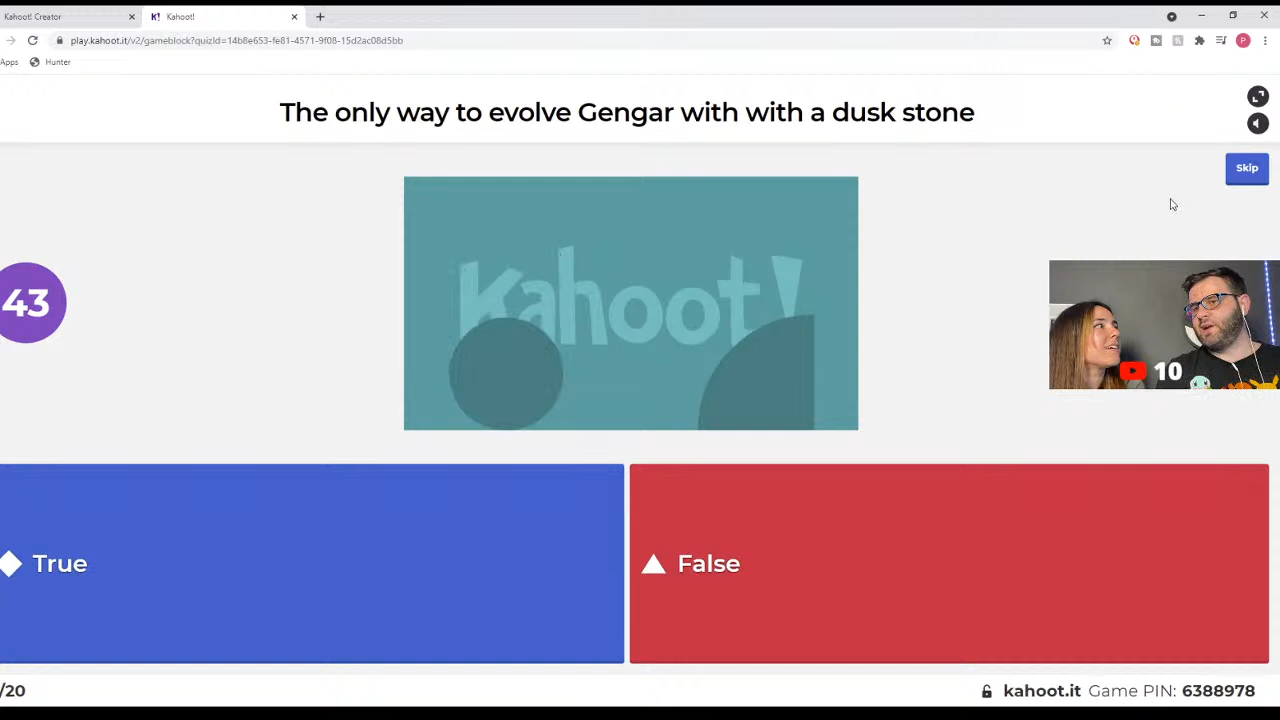 Kahoot! Creator
K! Kahoot!
play.kahoot.it/v2/gameblock?quizId=14b8e653-fe81-4571-9f08-15d2ac08d5bb
P
Apps
Hunter
The only way to evolve Gengar with with a dusk stone
Skip
Kahoot!
43
10
True
False
/20
kahoot.it Game PIN: 6388978